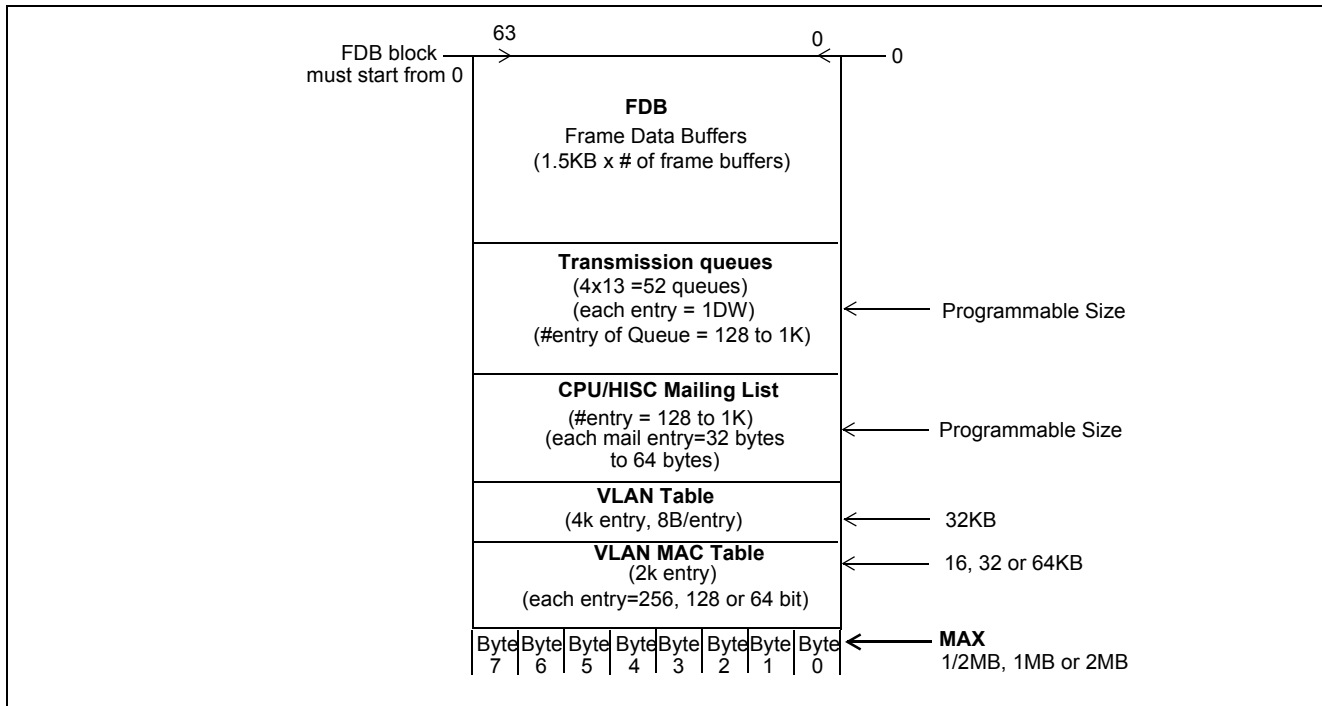 63
0
FDB block
must start from 0
0
FDB
Frame Data Buffers
(1.5KB x # of frame buffers)
Transmission queues
(4x13 =52 queues)
(each entry = 1DW)
(#entry of Queue = 128 to 1K)
Programmable Size
CPU/HISC Mailing List
(#entry = 128 to 1K)
(each mail entry=32 bytes
to 64 bytes)
Programmable Size
VLAN Table
(4k entry, 8B/entry)
32KB
VLAN MAC Table
(2k entry)
(each entry=256, 128 or 64 bit)
16, 32 or 64KB
Byte Byte Byte Byte Byte Byte Byte Byte
7 6 5 4 3 2 1 0
MAX
1/2MB, 1MB or 2MB